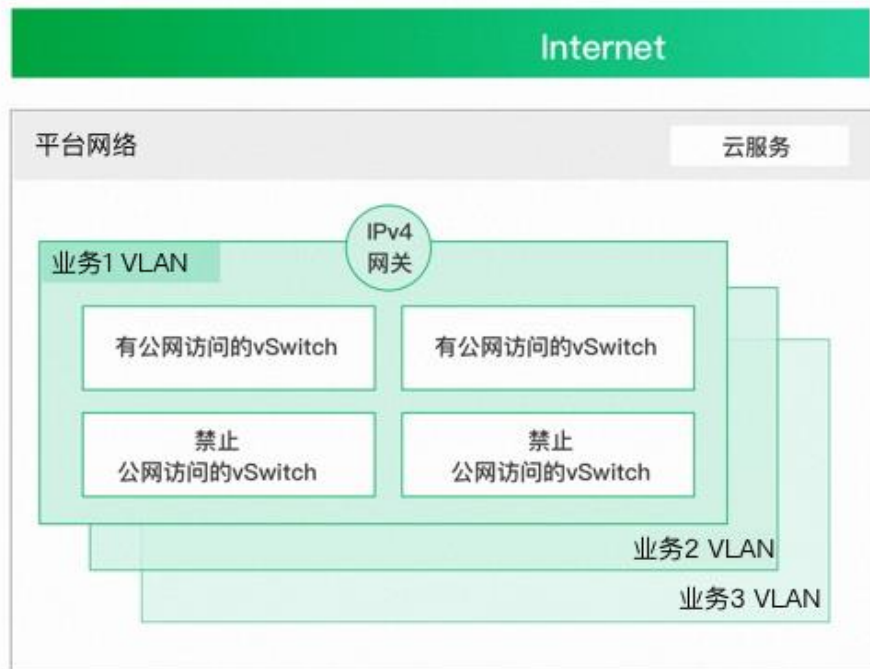 Internet
平台网络
云服务
IPv4
网关
业务1 VLAN
有公网访问的vSwitch
有公网访问的vSwitch
禁止
公网访问的vSwitch
禁止
公网访问的vSwitch
业务2 VLAN
业务3 VLAN